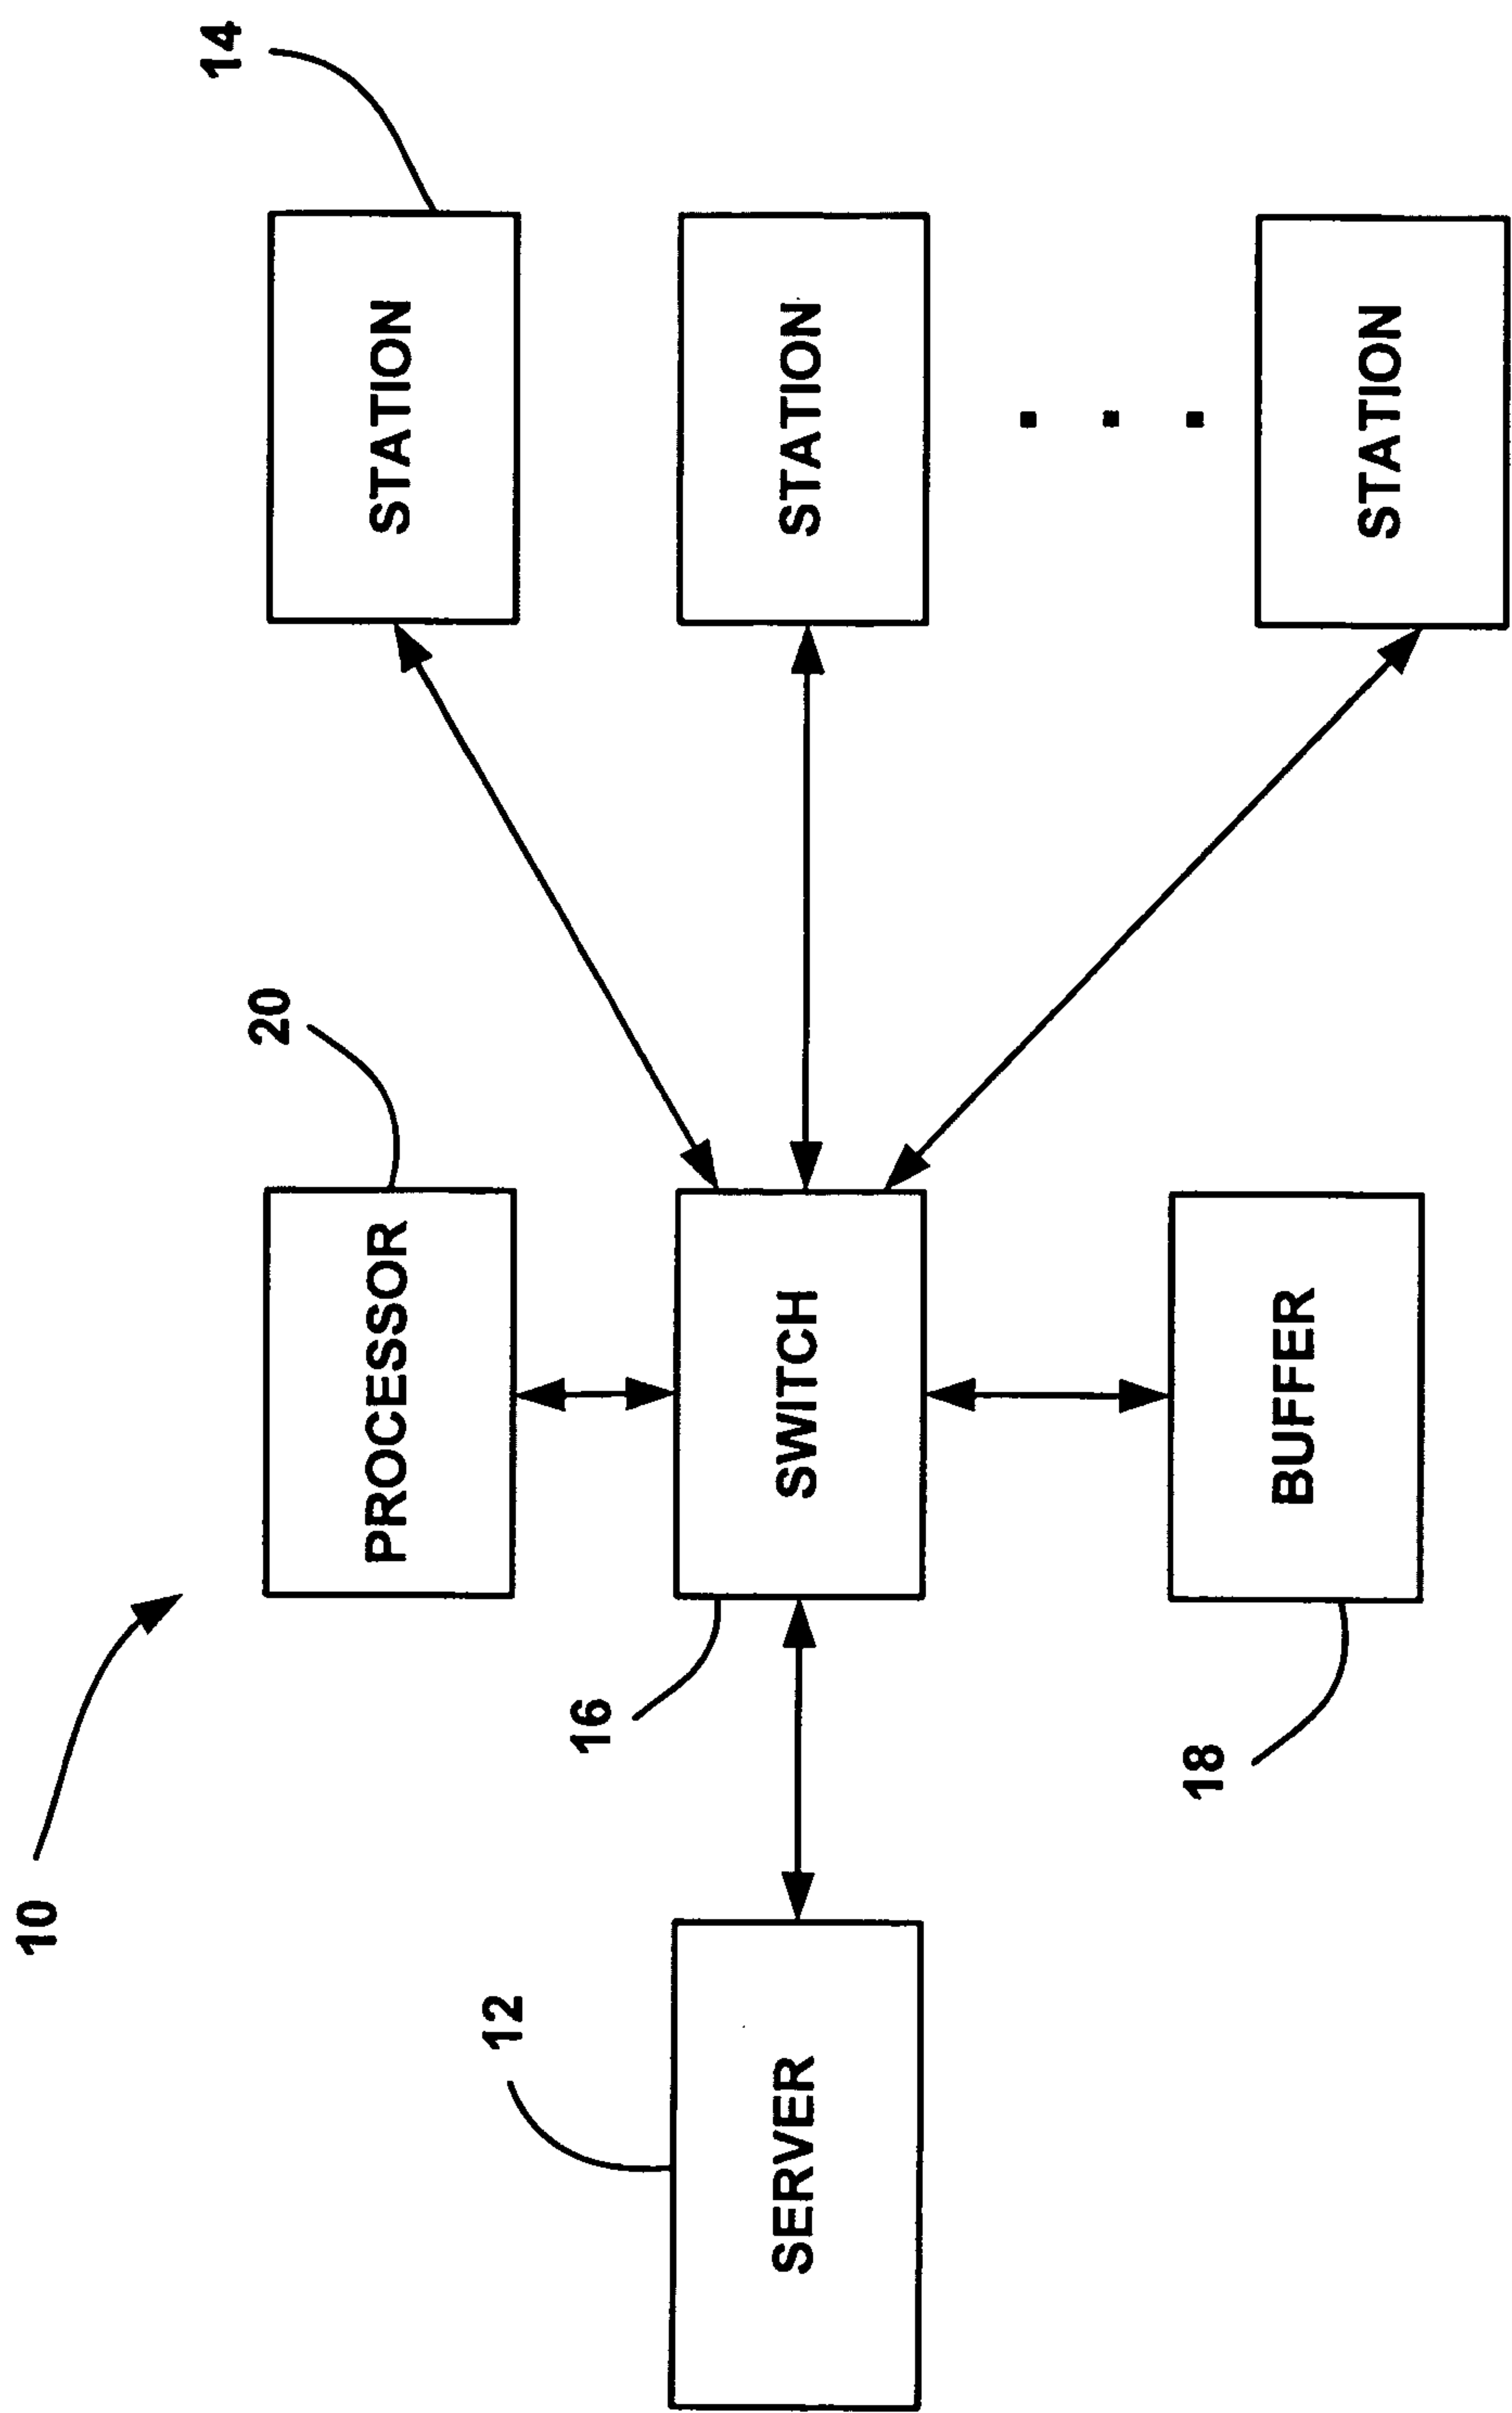 10
20
14
PROCESSOR
STATION
12
16
SERVER
SWITCH
STATION
18
BUFFER
STATION